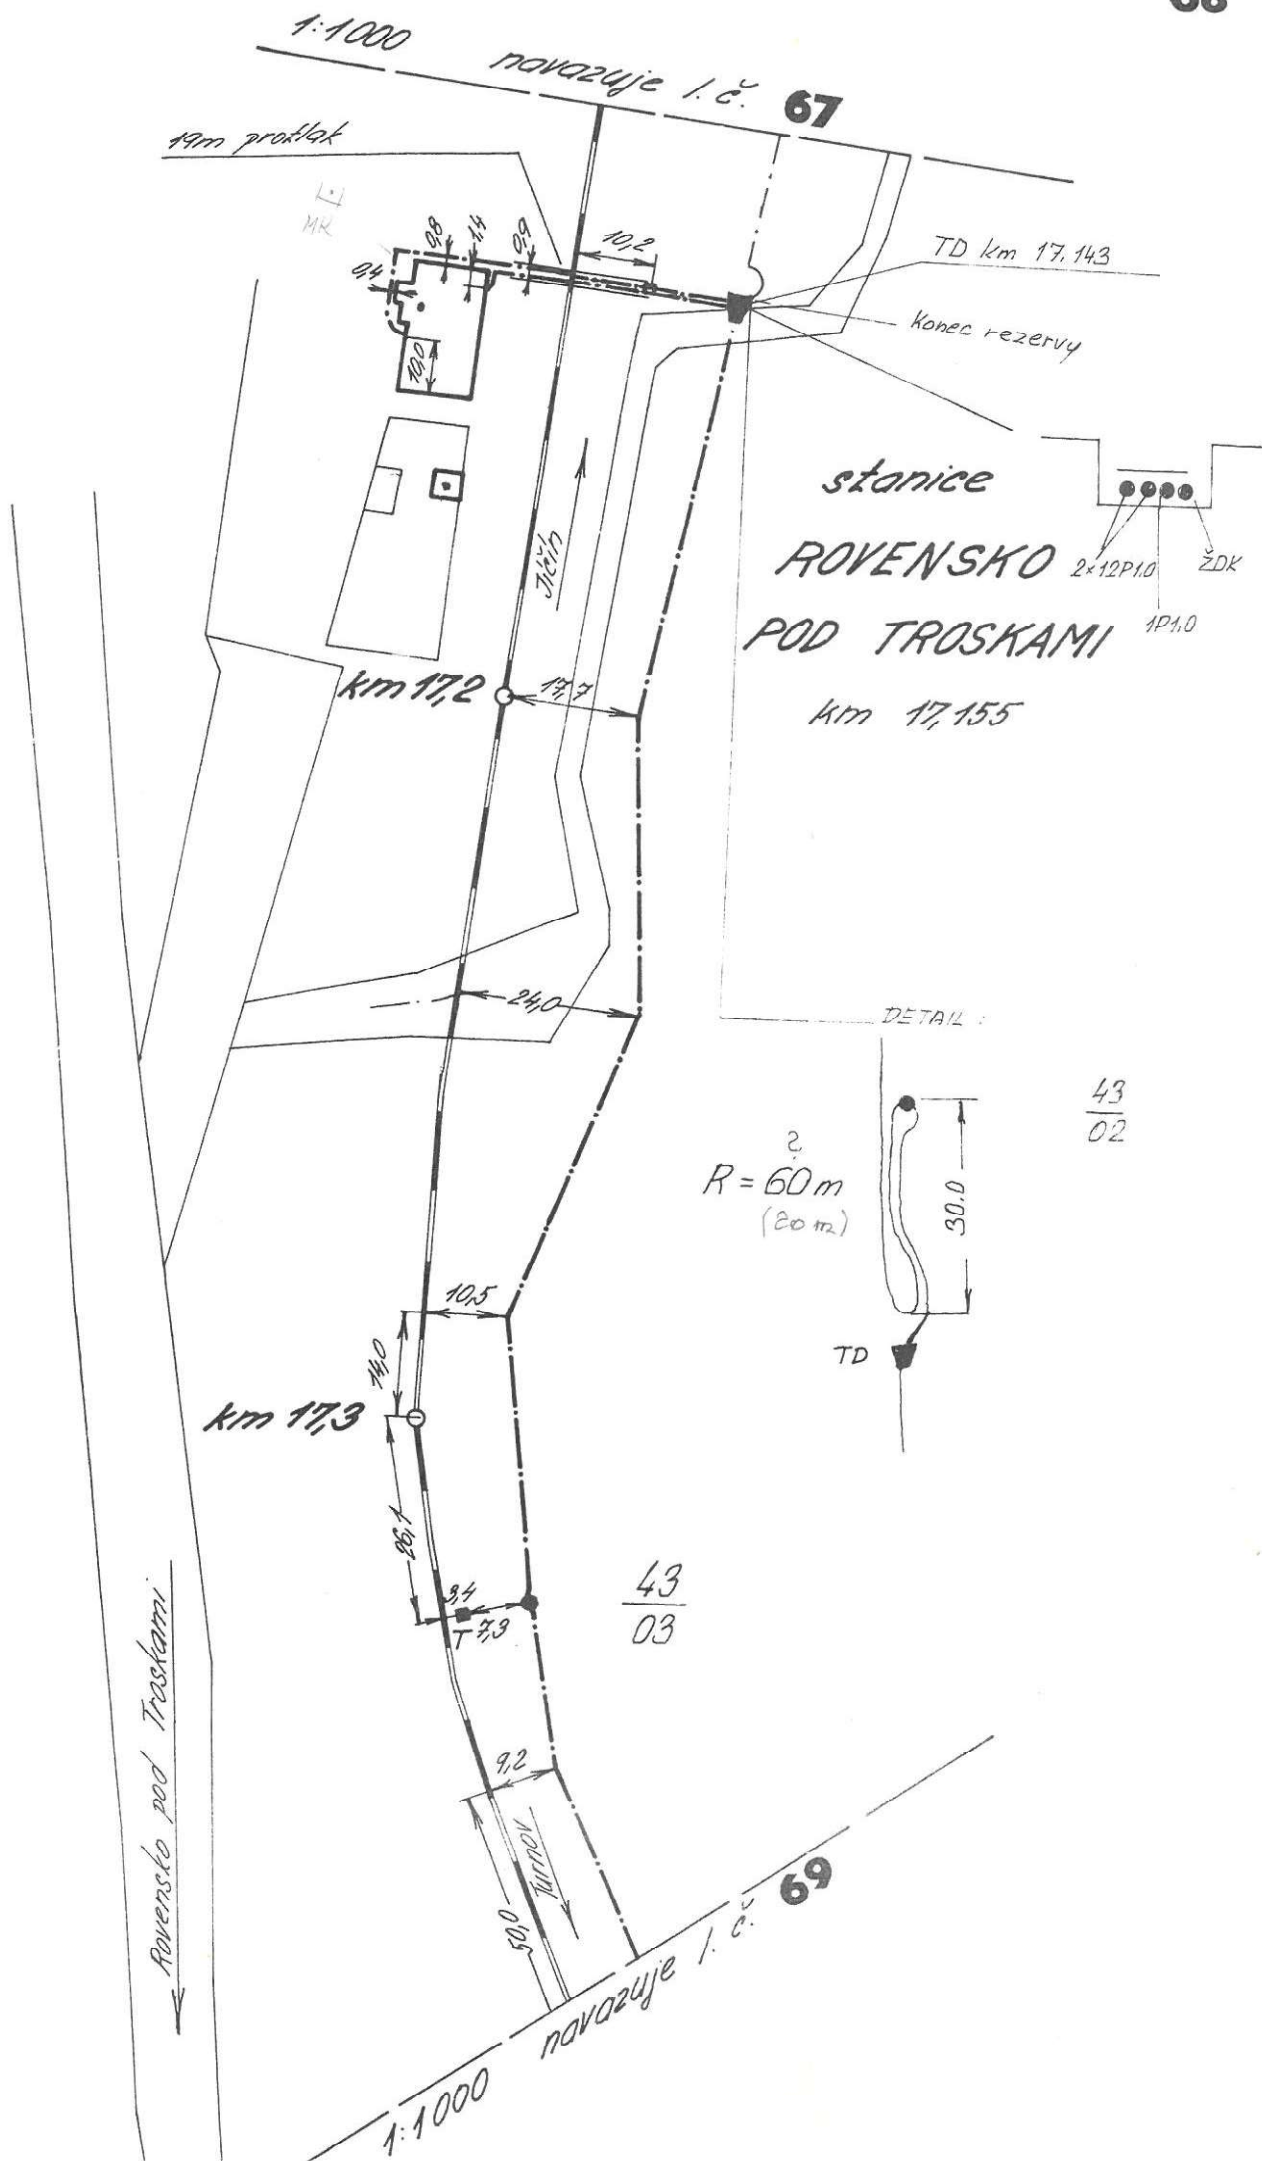 68
1:1000
navazuje l. č. 67
19m protlak
MK
0,8
1,4
0,9
10,2
0,4
10,0
TD km 17.143
Konec rezervy
stanice
ROVENSKO
POD TROSKAMI
km 17,155
2×12P1.0
ŽDK
1P1.0
Jičín
km 17,2
17,7
24,0
DETAIL :
43
02
?
R = 60 m
(20 m)
30.0
TD
10,5
14,0
km 17,3
26,1
3,4
T 7,3
43
03
9,2
Turnov
50,0
Rovensko pod Troskami
navazuje l. č. 69
1:1000